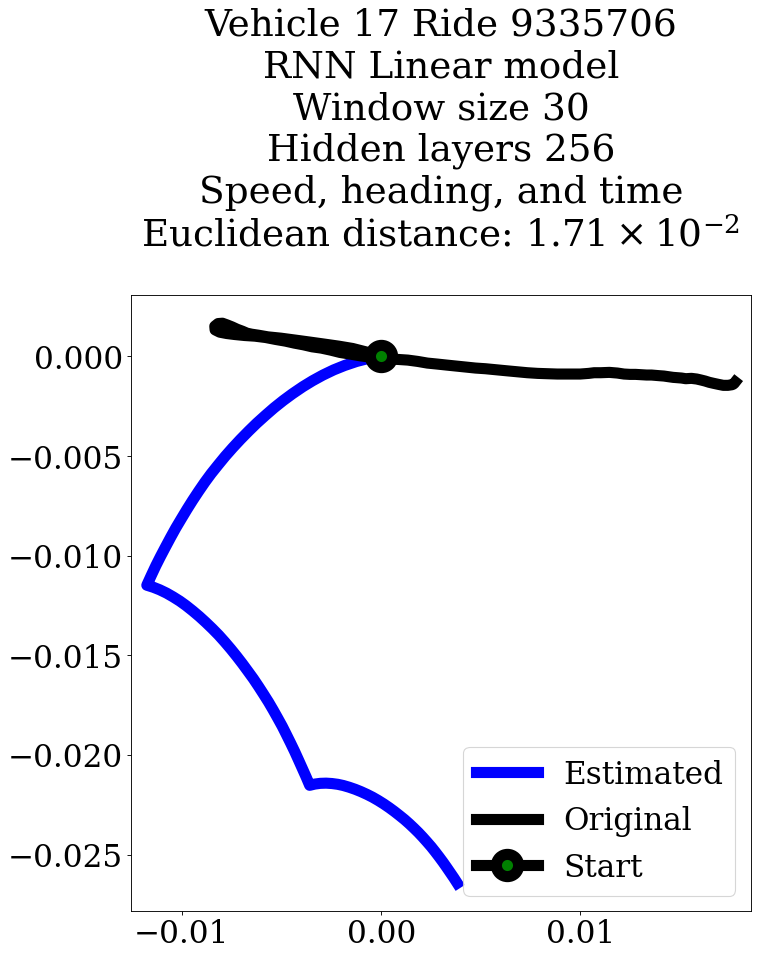 Vehicle 17 Ride 9335706
RNN Linear model
Window size 30
Hidden layers 256
Speed, heading, and time
Euclidean distance: 1.71 × 10⁻²
0.000
−0.005
−0.010
−0.015
−0.020
−0.025
Estimated
Original
Start
−0.01 0.00 0.01